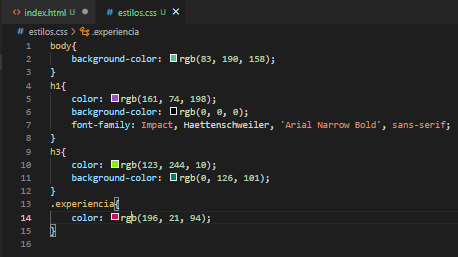 index.html U
estilos.css U
estilos.css > .experiencia
1 body{
2 background-color: rgb(83, 190, 158);
3 }
4 h1{
5 color: rgb(161, 74, 198);
6 background-color: rgb(0, 0, 0);
7 font-family: Impact, Haettenschweiler, 'Arial Narrow Bold', sans-serif;
8 }
9 h3{
10 color: rgb(123, 244, 10);
11 background-color: rgb(0, 126, 101);
12 }
13 .experiencia{
14 color: rgb(196, 21, 94);
15 }
16